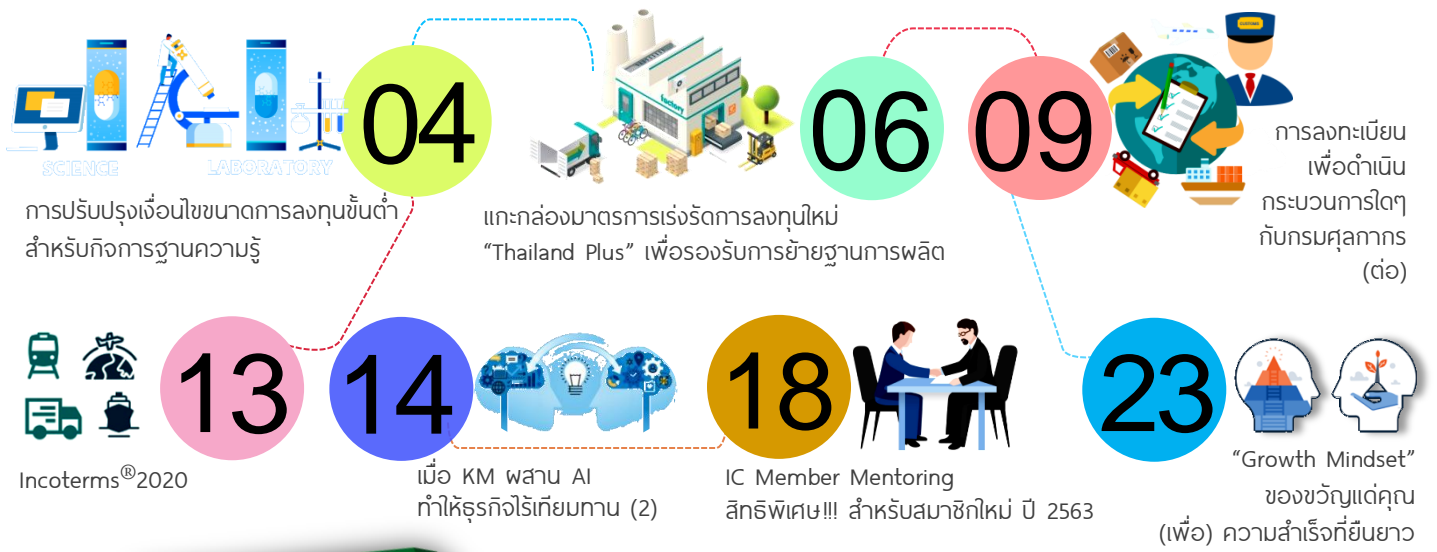 SCIENCE
LABORATORY
04
การปรับปรุงเงื่อนไขขนาดการลงทุนขั้นต่ำ
สำหรับกิจการฐานความรู้
factory
06
แกะกล่องมาตรการเร่งรัดการลงทุนใหม่
“Thailand Plus” เพื่อรองรับการย้ายฐานการผลิต
09
CUSTOMS
การลงทะเบียน
เพื่อดำเนิน
กระบวนการใดๆ
กับกรมศุลกากร
(ต่อ)
13
Incoterms®2020
14
เมื่อ KM ผสาน AI
ทำให้ธุรกิจไร้เทียมทาน (2)
18
IC Member Mentoring
สิทธิพิเศษ!!! สำหรับสมาชิกใหม่ ปี 2563
23
“Growth Mindset”
ของขวัญแด่คุณ
(เพื่อ) ความสำเร็จที่ยืนยาว